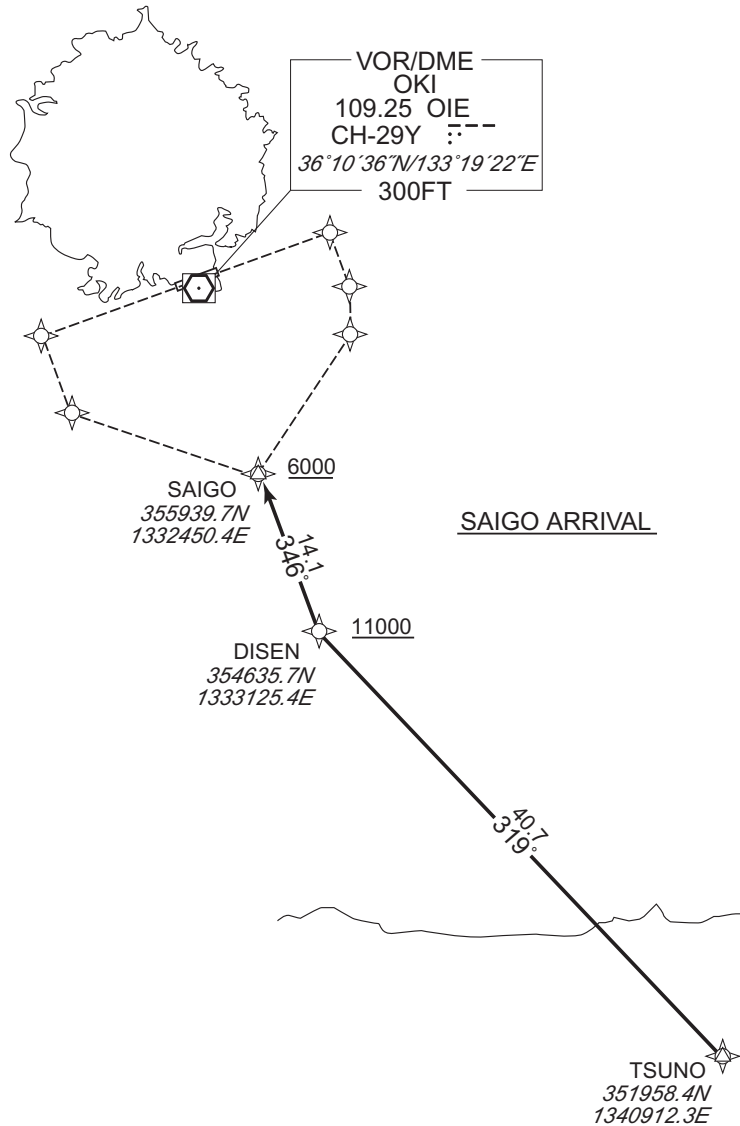 VOR/DME
OKI
109.25 OIE
CH-29Y
36°10´36˝N/133°19´22˝E
300FT
6000
SAIGO
355939.7N
1332450.4E
SAIGO ARRIVAL
14.1
346°
11000
DISEN
354635.7N
1333125.4E
40.7
319°
TSUNO
351958.4N
1340912.3E